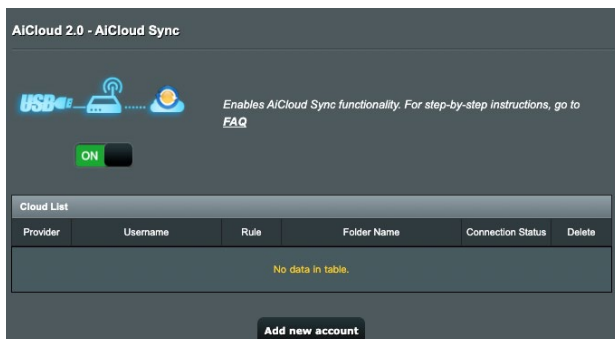 AiCloud 2.0 - AiCloud Sync
USB
Enables AiCloud Sync functionality. For step-by-step instructions, go to
FAQ
ON
Cloud List
Provider Username Rule Folder Name Connection Status Delete
No data in table.
Add new account